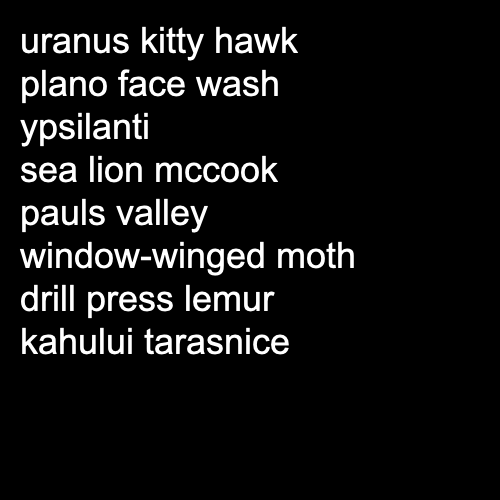 uranus kitty hawk
plano face wash
ypsilanti
sea lion mccook
pauls valley
window-winged moth
drill press lemur
kahului tarasnice